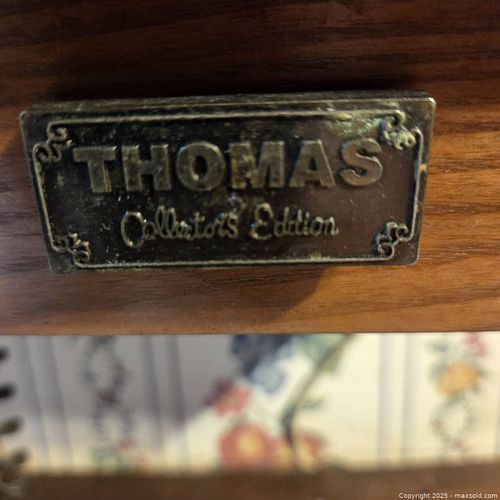 THOMAS
Collector's Edition
Copyright 2025 - maxsold.com